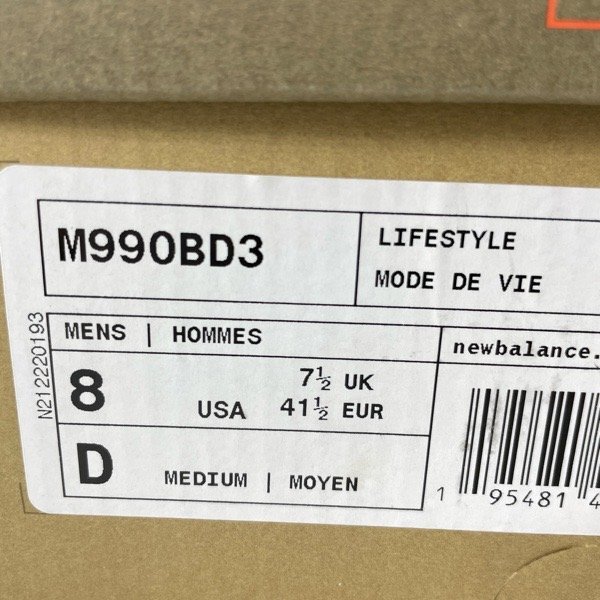 M990BD3
LIFESTYLE
MODE DE VIE
N212220193
MENS | HOMMES
newbalance.
8
USA
7½ UK
41½ EUR
D
MEDIUM | MOYEN
1 95481 4